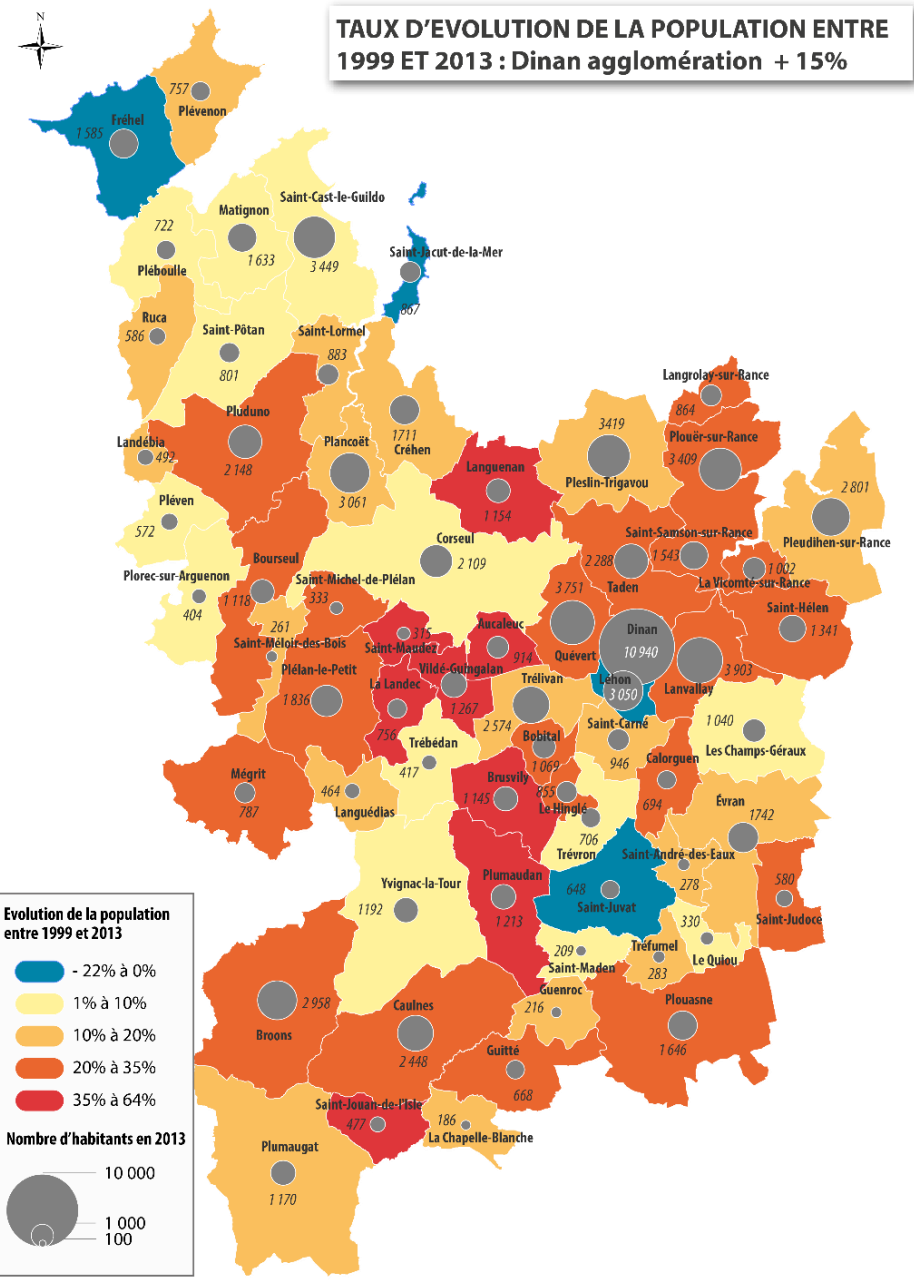 N
TAUX D’EVOLUTION DE LA POPULATION ENTRE
1999 ET 2013 : Dinan agglomération + 15%
757
Plévenon
Fréhel
1 585
Saint-Cast-le-Guildo
3 449
Matignon
1 633
722
Pléboulle
Saint-Jacut-de-la-Mer
867
Ruca
586
Saint-Pôtan
801
Saint-Lormel
883
Langrolay-sur-Rance
864
Pluduno
2 148
1711
Créhen
3419
Pleslin-Trigavou
Plouër-sur-Rance
3 409
Landébia
492
Plancoët
3 061
Languenan
1 154
2 801
Pleudihen-sur-Rance
Pléven
572
Corseul
2 109
Saint-Samson-sur-Rance
1 543
2 288
Taden
Bourseul
1 118
Plorec-sur-Arguenon
404
Saint-Michel-de-Plélan
333
1 002
La Vicomté-sur-Rance
3 751
Quévert
Saint-Hélen
1 341
261
Saint-Méloir-des-Bois
315
Saint-Maudez
Aucaleuc
914
Dinan
10 940
Vildé-Guingalan
1 267
Plélan-le-Petit
1 836
La Landec
756
Trélivan
2 574
Léhon
3 050
3 903
Lanvallay
Saint-Carné
946
1 040
Les Champs-Géraux
Bobital
1 069
Trébédan
417
Mégrit
787
464
Languédias
Brusvily
1 145
855
Le Hinglé
Calorguen
694
Évran
1742
706
Trévron
Saint-André-des-Eaux
278
Yvignac-la-Tour
1192
Plumaudan
1 213
648
Saint-Juvat
580
Saint-Judoce
330
Le Quiou
209
Saint-Maden
Tréfumel
283
Guenroc
216
2 958
Broons
Caulnes
2 448
Plouasne
1 646
Guitté
668
Saint-Jouan-de-l'Isle
477
186
La Chapelle-Blanche
Plumaugat
1 170
Evolution de la population
entre 1999 et 2013
- 22% à 0%
1% à 10%
10% à 20%
20% à 35%
35% à 64%
Nombre d’habitants en 2013
10 000
1 000
100